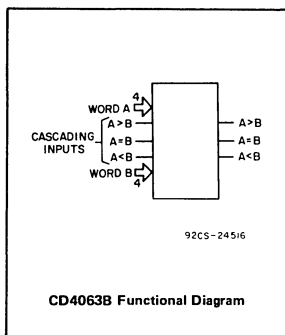 4
WORD A
CASCADING INPUTS
A>B
A=B
A<B
WORD B
4
A>B
A=B
A<B
92CS-24516
CD4063B Functional Diagram